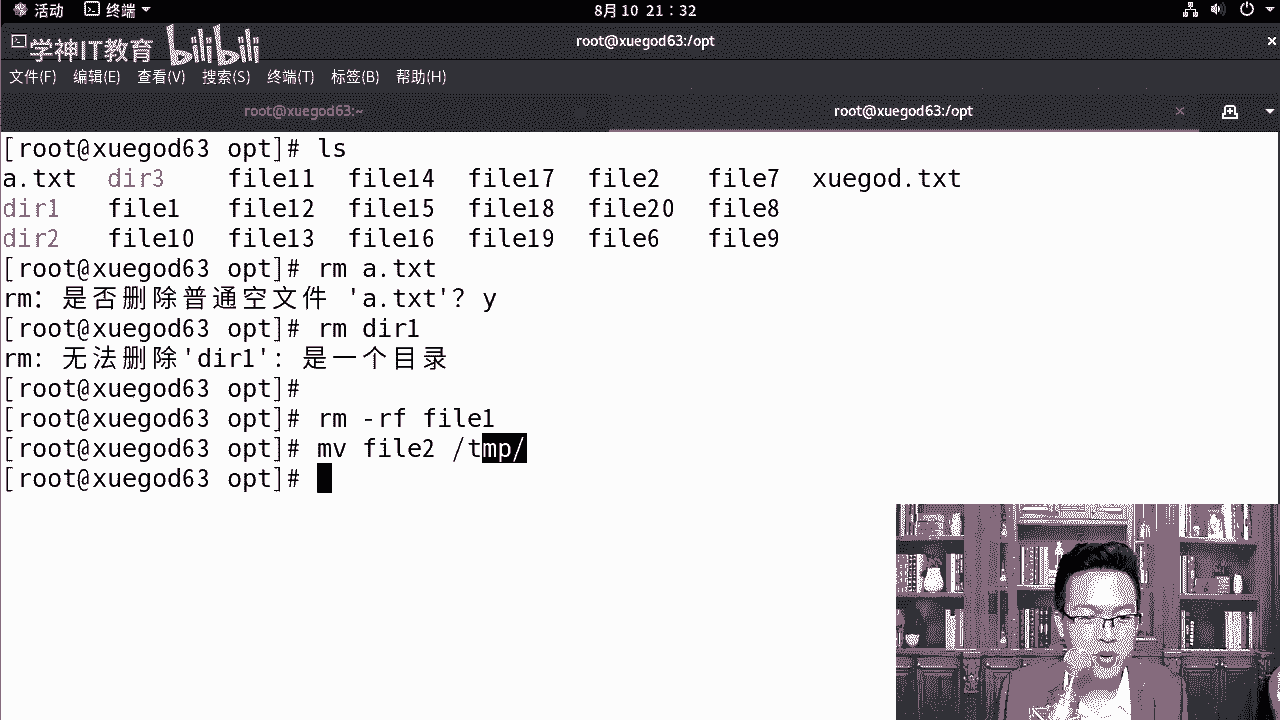 活动 终端 8月10 21：32
学神IT教育 bilibili
root@xuegod63:/opt
文件(F) 编辑(E) 查看(V) 搜索(S) 终端(T) 标签(B) 帮助(H)
root@xuegod63:~ root@xuegod63:/opt
[root@xuegod63 opt]# ls
a.txt dir3 file11 file14 file17 file2 file7 xuegod.txt
dir1 file1 file12 file15 file18 file20 file8
dir2 file10 file13 file16 file19 file6 file9
[root@xuegod63 opt]# rm a.txt
rm：是否删除普通空文件 'a.txt'？y
[root@xuegod63 opt]# rm dir1
rm: 无法删除'dir1': 是一个目录
[root@xuegod63 opt]#
[root@xuegod63 opt]# rm -rf file1
[root@xuegod63 opt]# mv file2 /tmp/
[root@xuegod63 opt]#